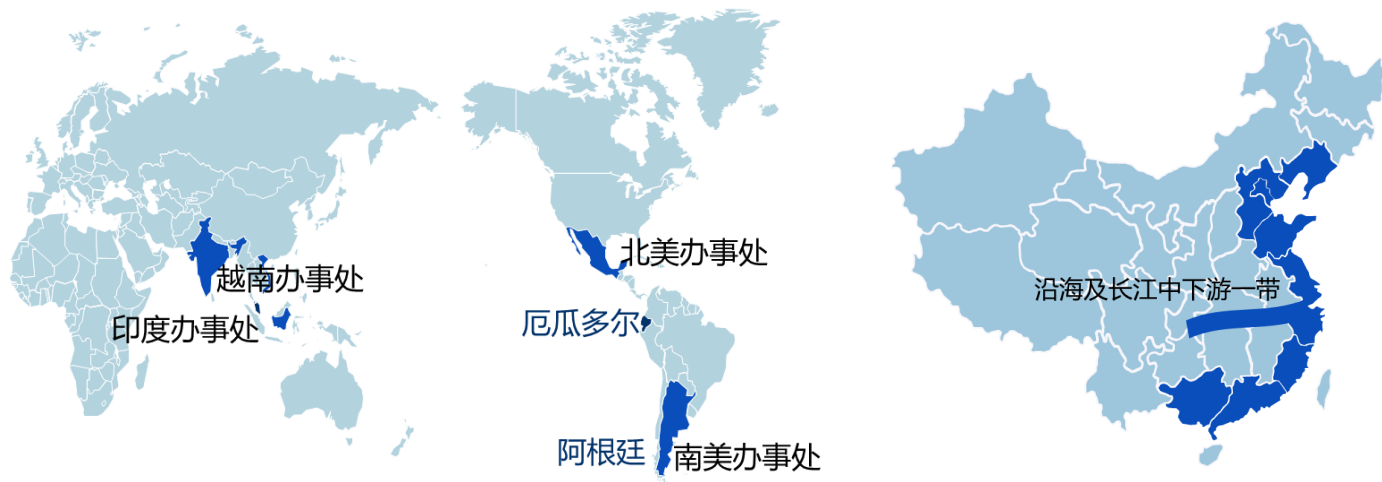 越南办事处
印度办事处
北美办事处
厄瓜多尔
阿根廷
南美办事处
沿海及长江中下游一带